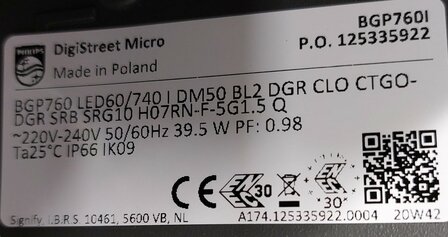 BGP760I
PHILIPS
DigiStreet Micro
P.O. 125335922
Made in Poland
BGP760 LED60/740 I DM50 BL2 DGR CLO CTGO-
DGR SRB SRG10 H07RN-F-5G1.5 Q
~220V-240V 50/60Hz 39.5 W PF: 0.98
Ta25°C IP66 IK09
CE
30
30°
Signify, I.B.R.S. 10461, 5600 VB, NL
A174.125335922.0004
20W42